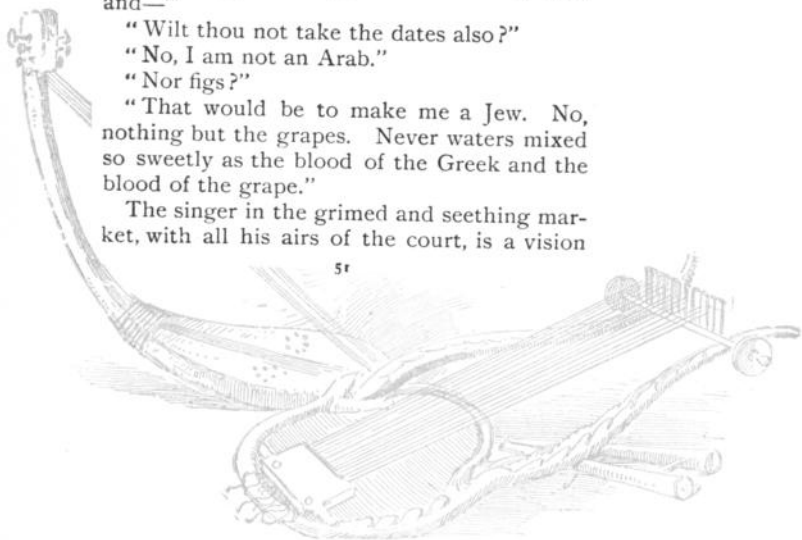 and—
“Wilt thou not take the dates also?”
“No, I am not an Arab.”
“Nor figs?”
“That would be to make me a Jew. No,
nothing but the grapes. Never waters mixed
so sweetly as the blood of the Greek and the
blood of the grape.”
The singer in the grimed and seething mar-
ket, with all his airs of the court, is a vision
51